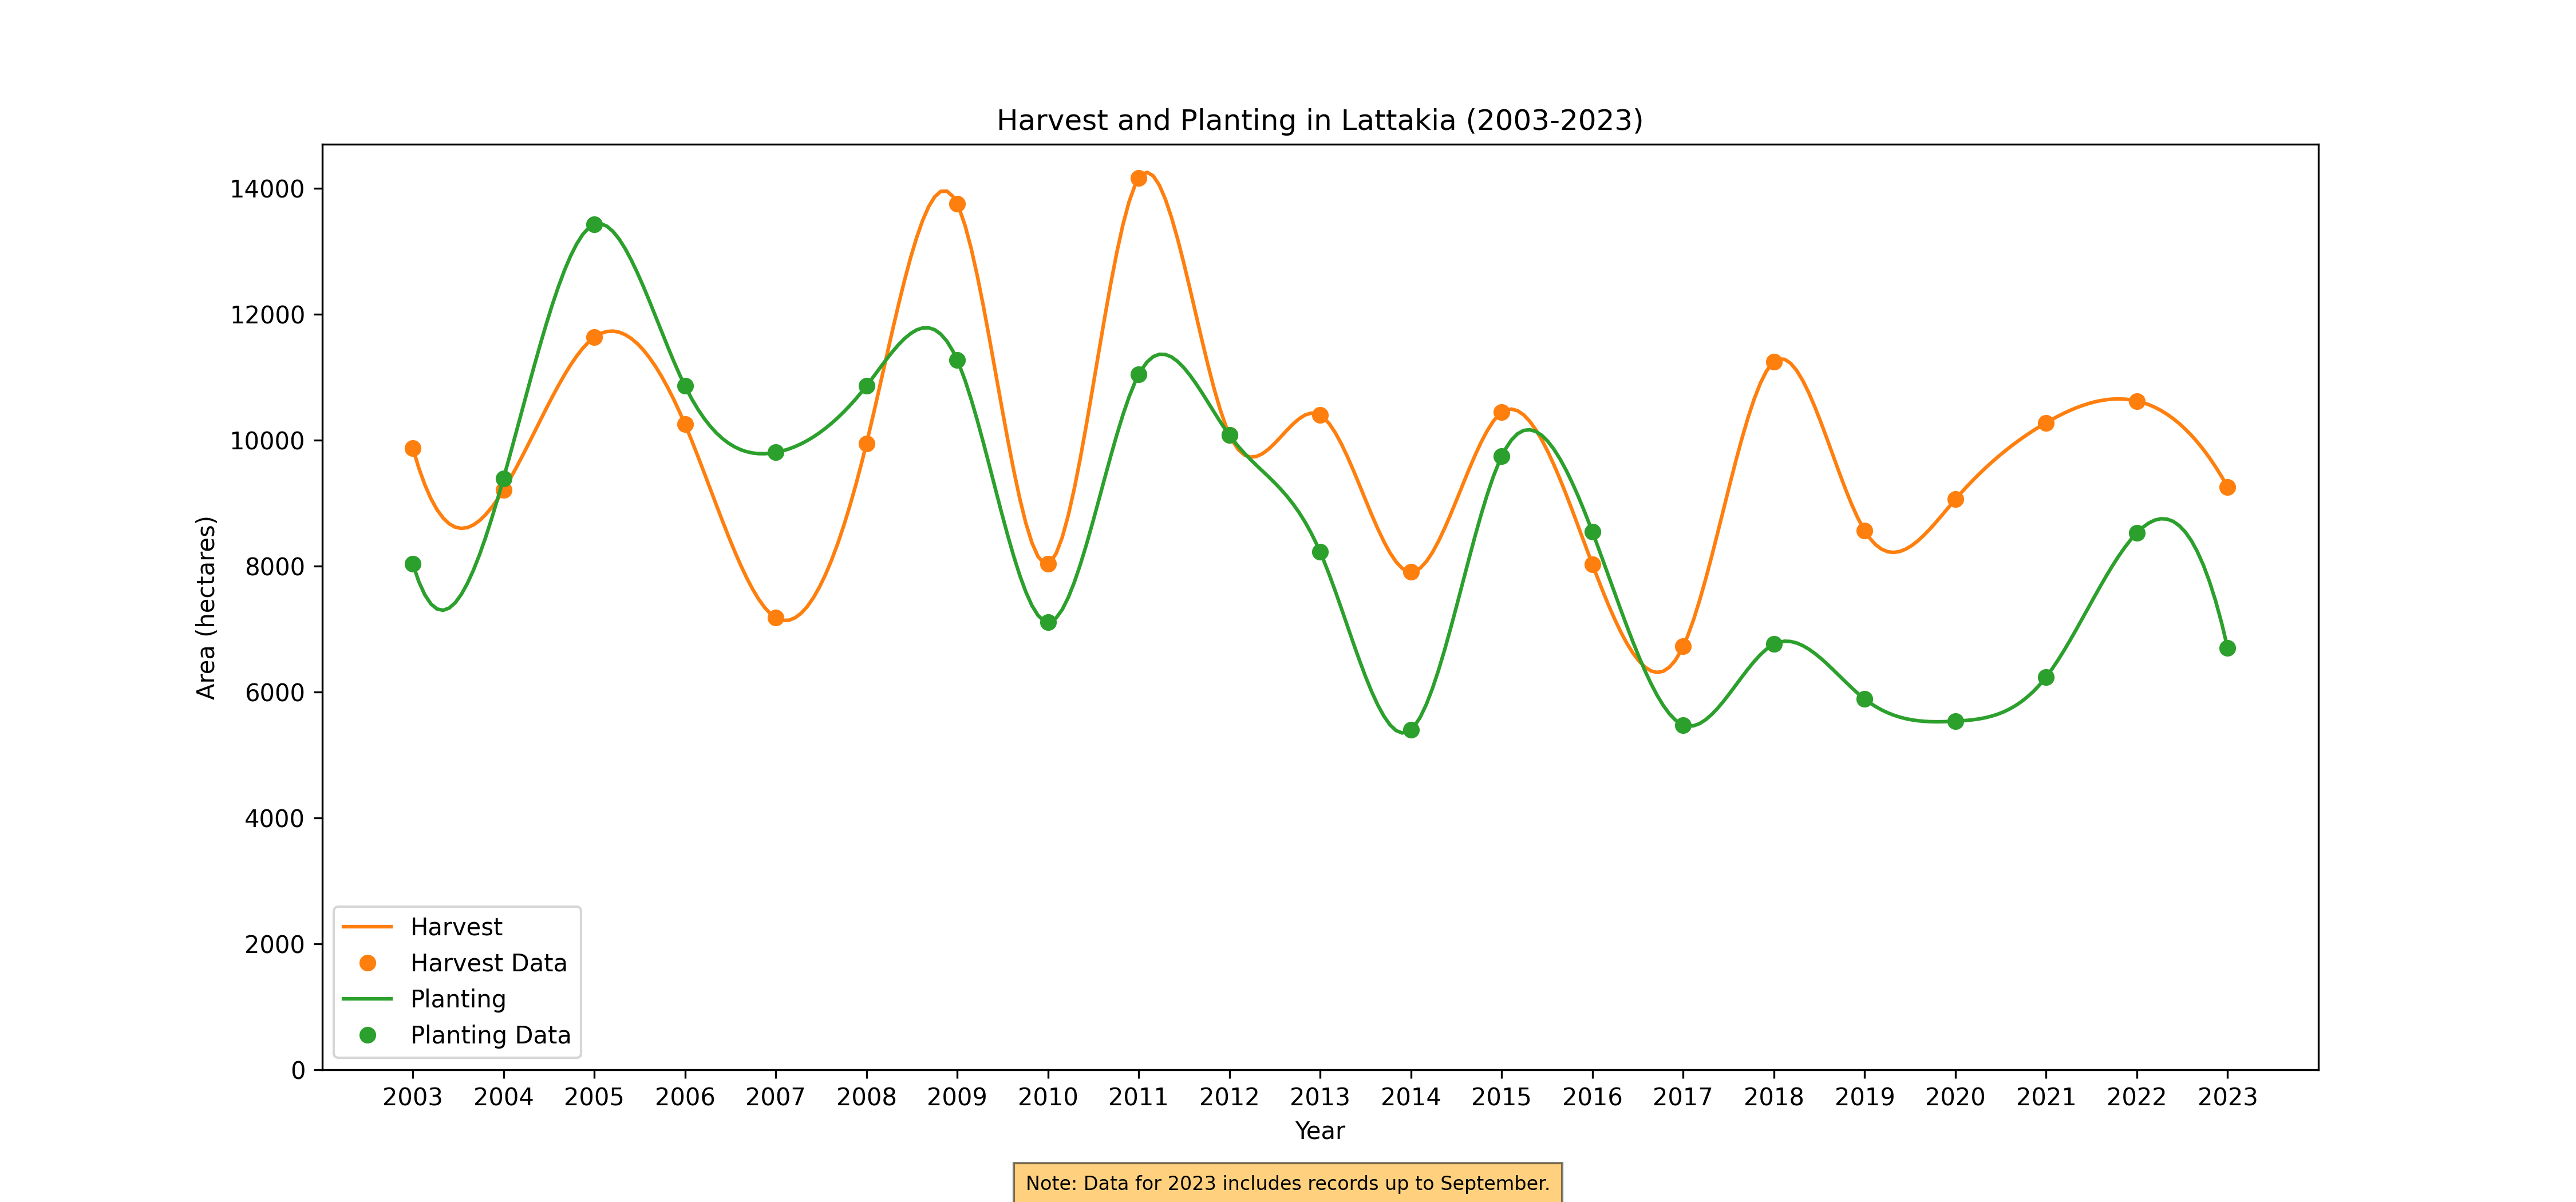 Harvest and Planting in Lattakia (2003-2023)
14000
12000
10000
8000
6000
4000
2000
0
Area (hectares)
Harvest
Harvest Data
Planting
Planting Data
2003 2004 2005 2006 2007 2008 2009 2010 2011 2012 2013 2014 2015 2016 2017 2018 2019 2020 2021 2022 2023
Year
Note: Data for 2023 includes records up to September.